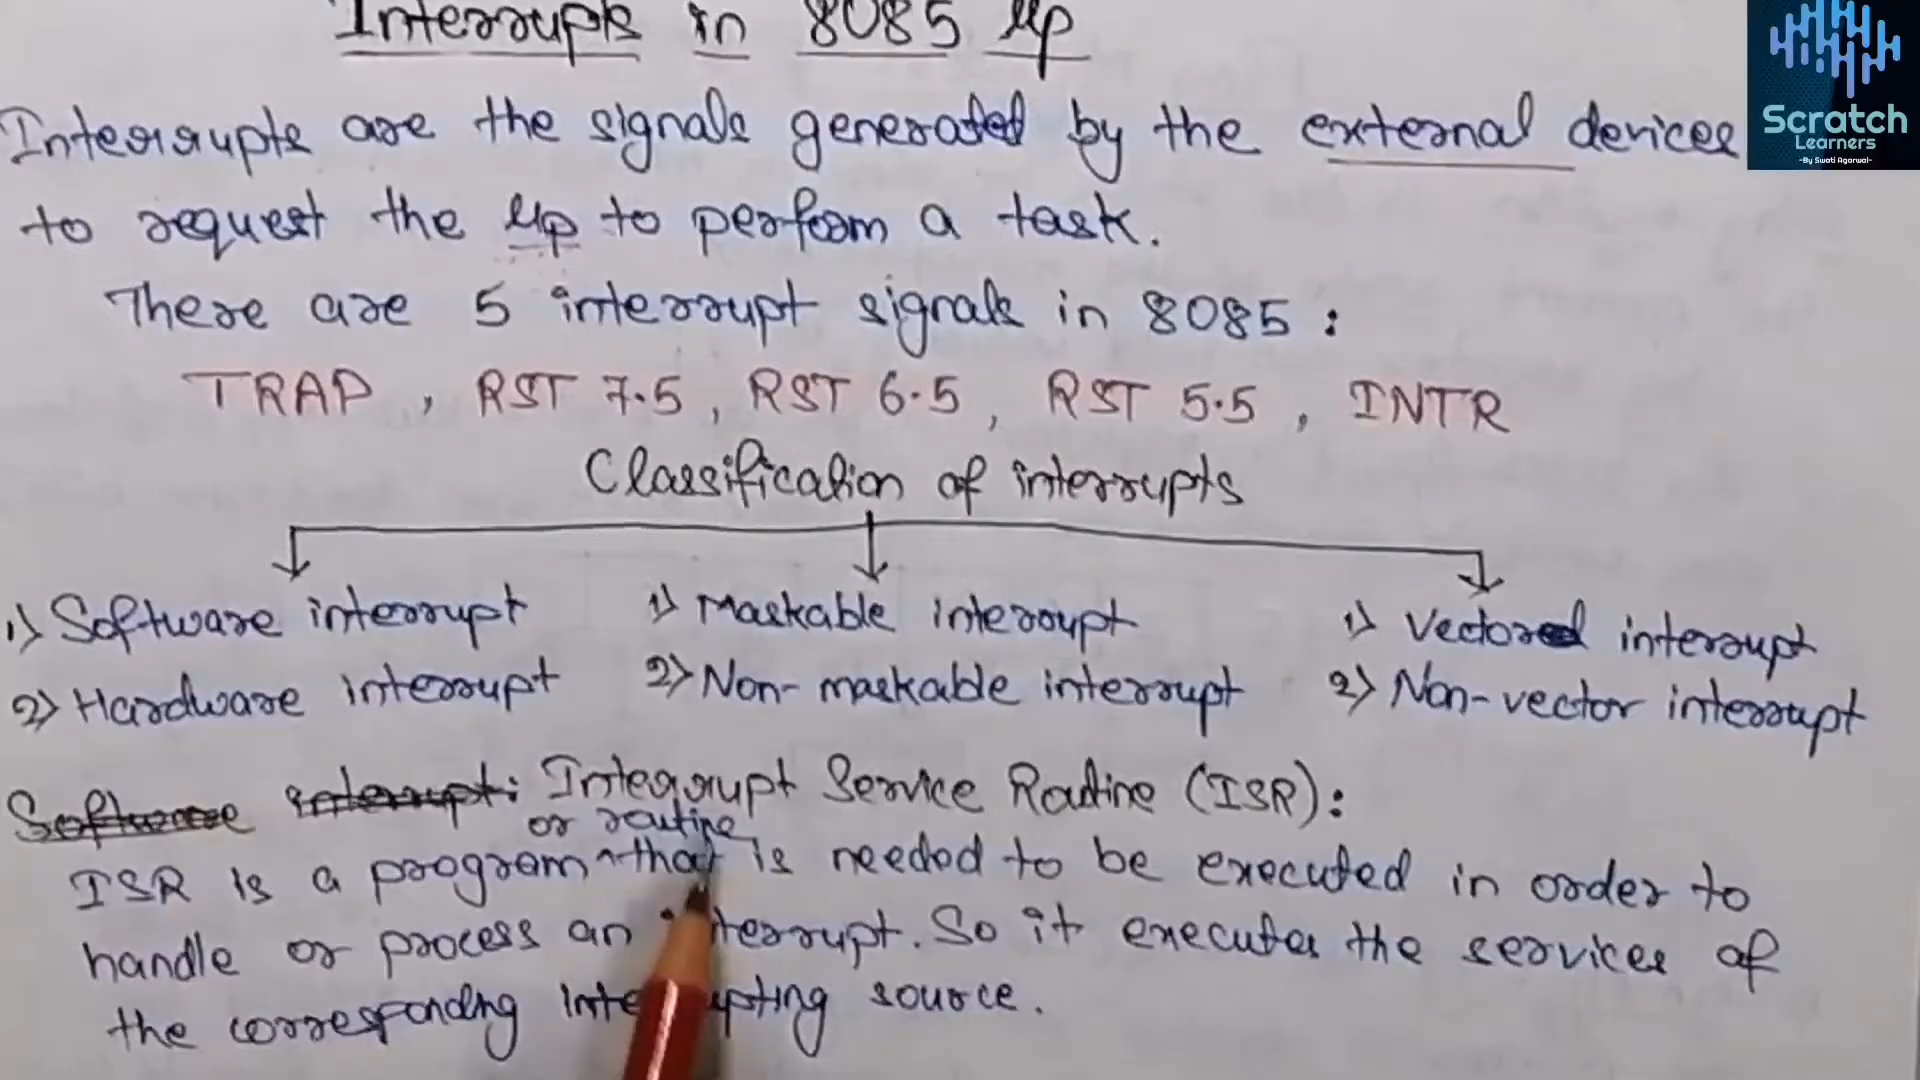 Interrupts in 8085 μp
Interrupts are the signals generated by the external devices
to request the μp to perform a task.
There are 5 interrupt signals in 8085 :
TRAP , RST 7.5 , RST 6.5 , RST 5.5 , INTR
Classification of interrupts
1) Software interrupt
2) Hardware interrupt
1) Maskable interrupt
2) Non-maskable interrupt
1) Vectored interrupt
2) Non-vector interrupt
Software interrupt: Interrupt Service Routine (ISR):
or routine
ISR is a program ^ that is needed to be executed in order to
handle or process an interrupt. So it executes the services of
the corresponding interrupting source.
Scratch
Learners
-By Swati Agarwal-